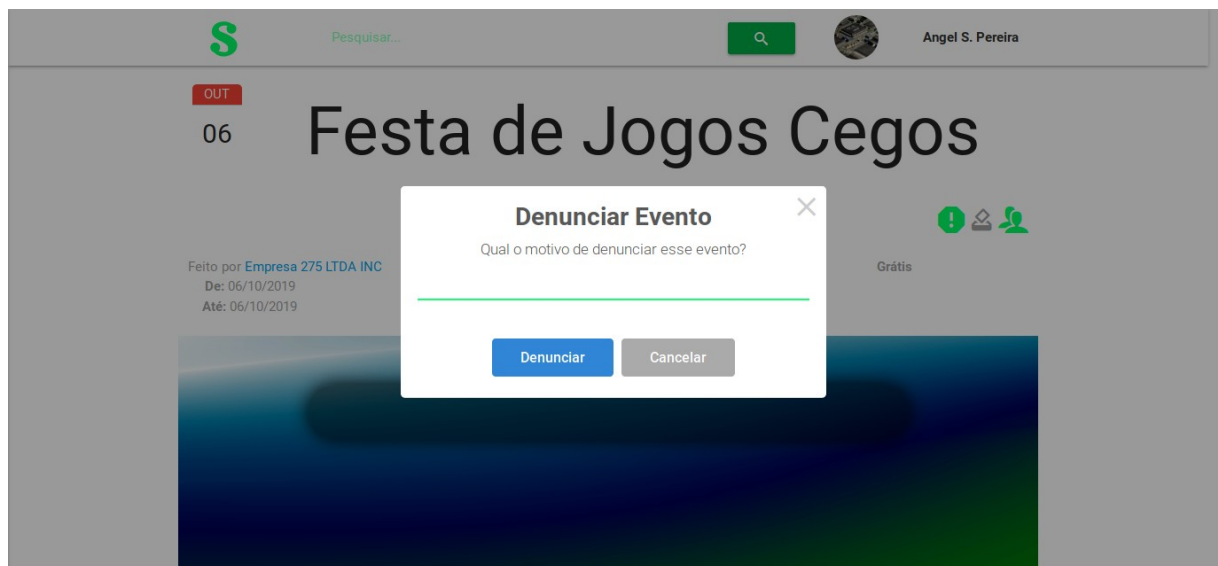 S
Pesquisar...
Angel S. Pereira
OUT
06
Festa de Jogos Cegos
Denunciar Evento
Qual o motivo de denunciar esse evento?
Feito por Empresa 275 LTDA INC
De: 06/10/2019
Até: 06/10/2019
Grátis
Denunciar
Cancelar